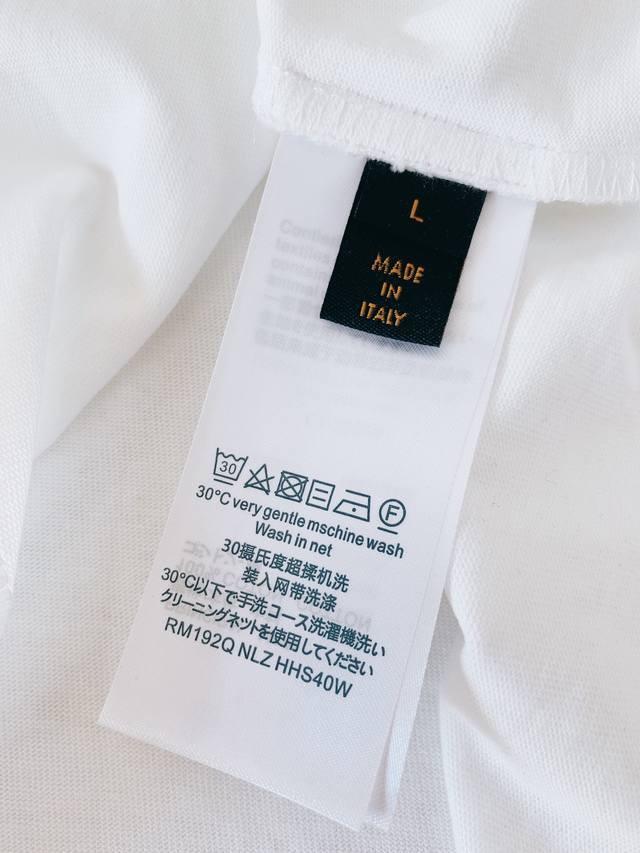 L
MADE
IN
ITALY
30
F
30°C very gentle mschine wash
Wash in net
30摄氏度超揉机洗
装入网带洗涤
30°C以下で手洗コース洗濯機洗い
クリーニングネットを使用してください
RM192Q NLZ HHS40W